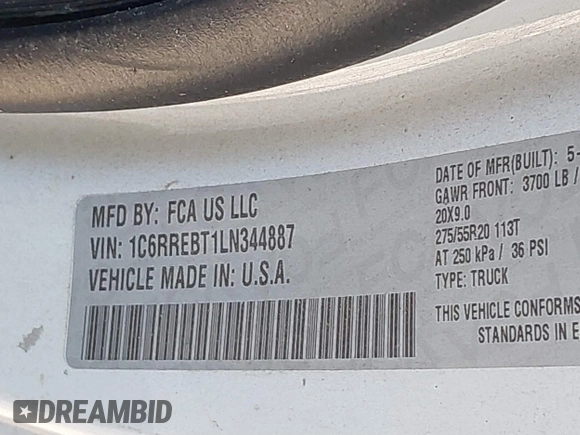 MFD BY: FCA US LLC
VIN: 1C6RREBT1LN344887
VEHICLE MADE IN: U.S.A.
DATE OF MFR(BUILT): 5-
GAWR FRONT: 3700 LB /
20X9.0
275/55R20 113T
AT 250 kPa / 36 PSI
TYPE: TRUCK
THIS VEHICLE CONFORMS
STANDARDS IN E
DREAMBID